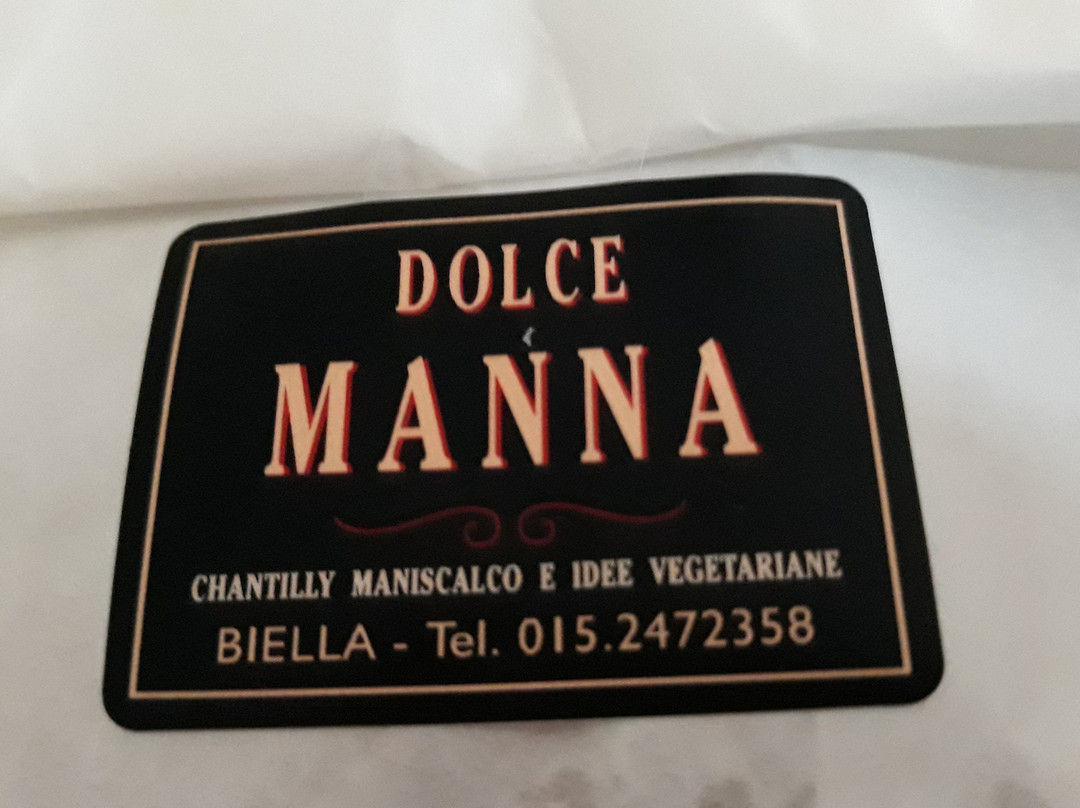 DOLCE
MANNA
CHANTILLY MANISCALCO E IDEE VEGETARIANE
BIELLA - Tel. 015.2472358